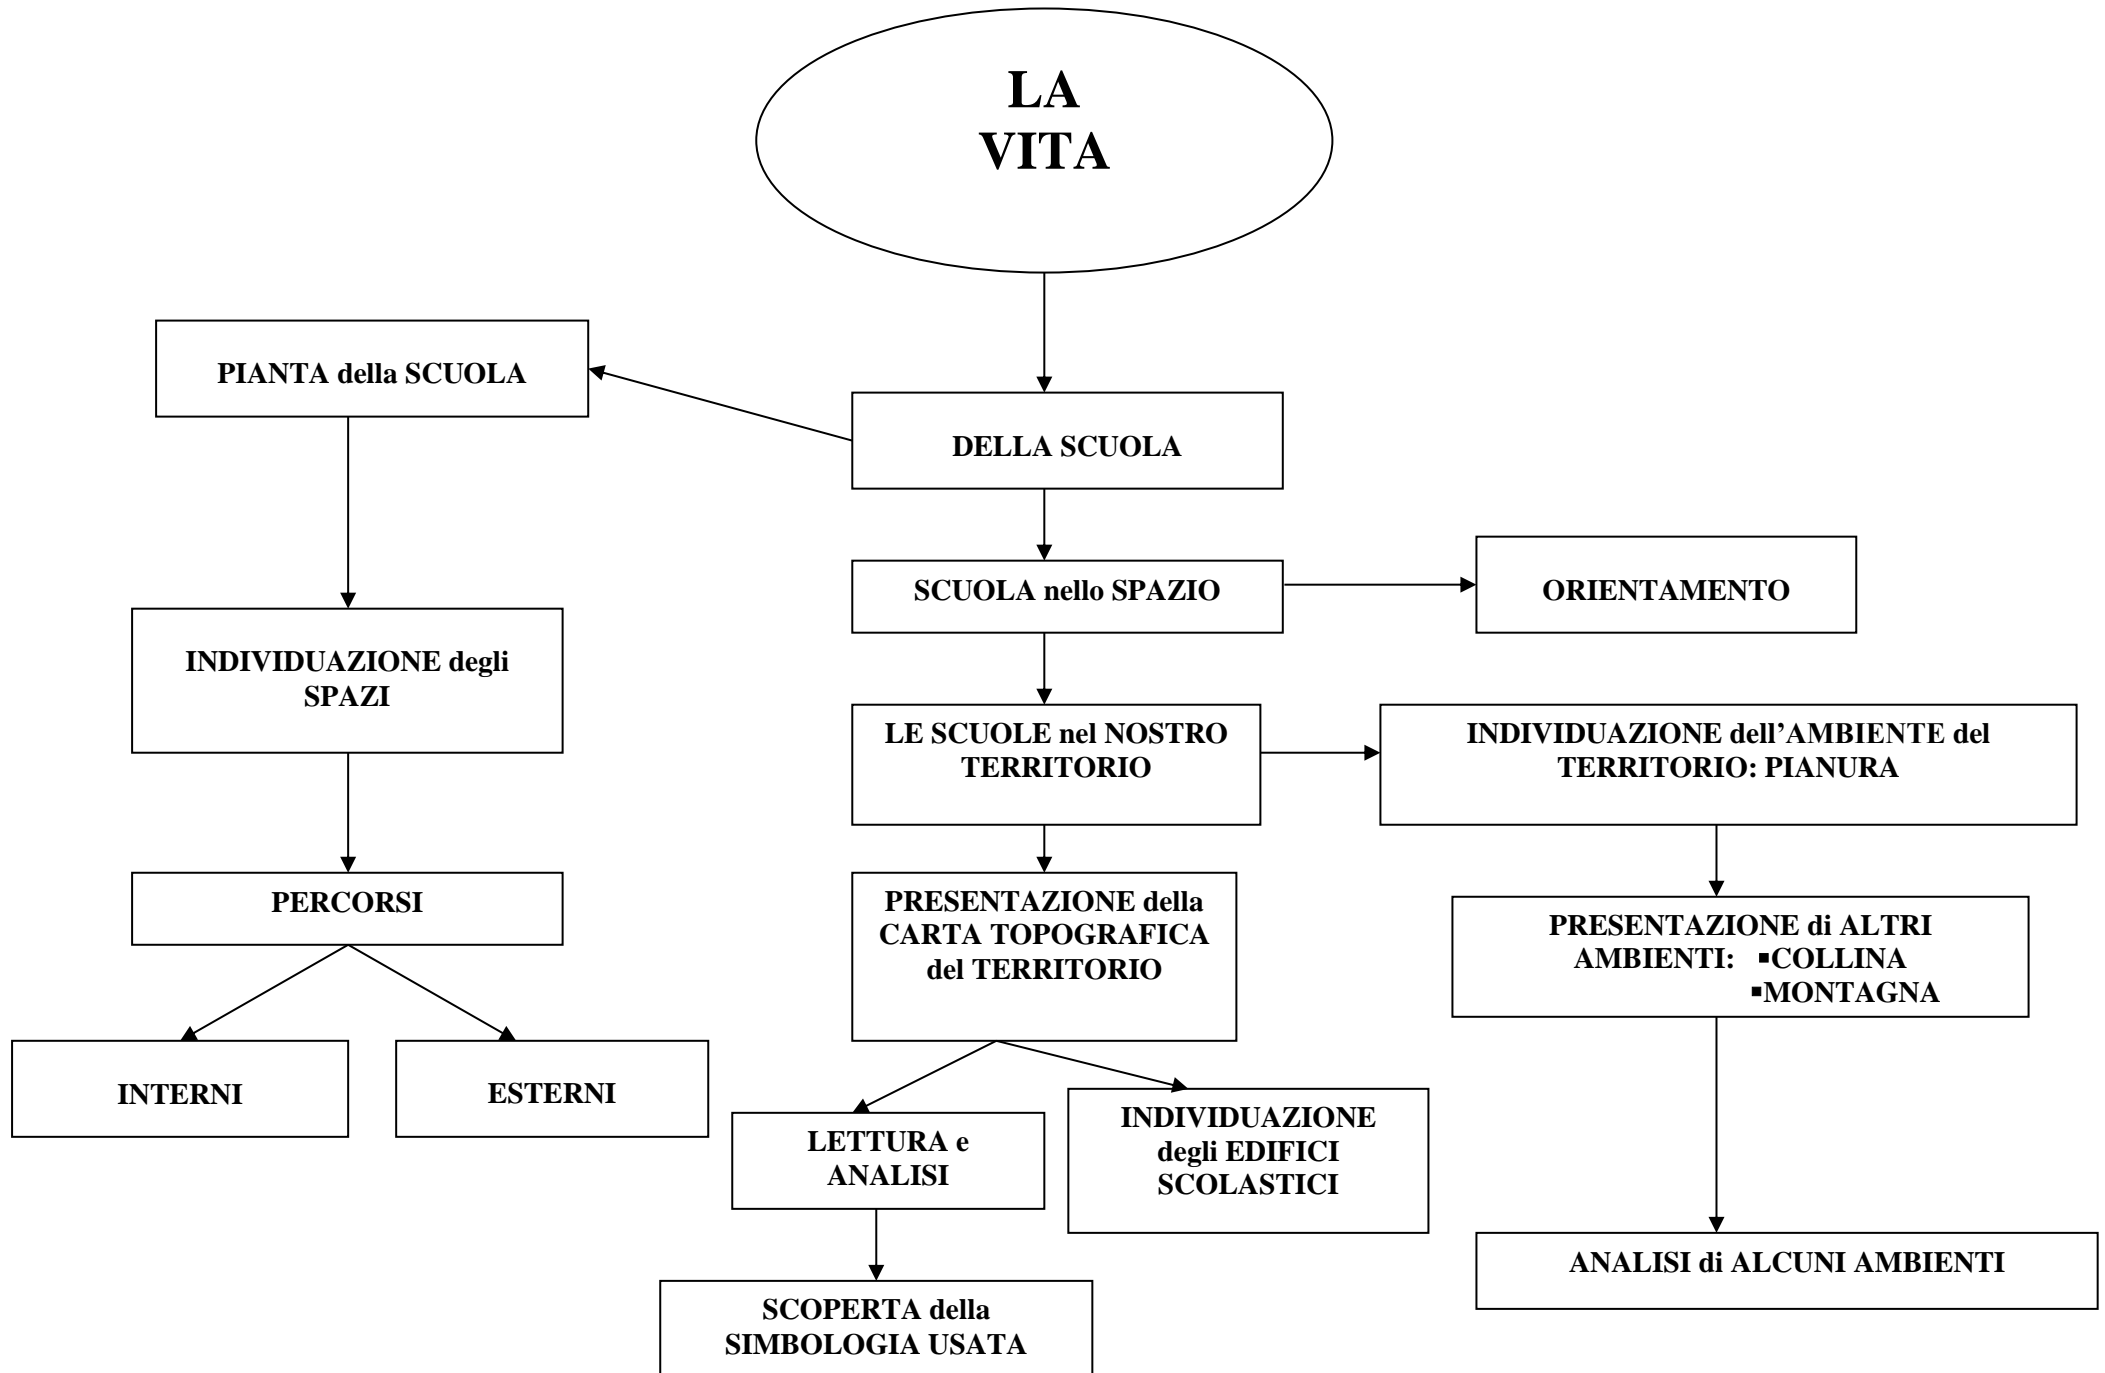 LA
VITA
PIANTA della SCUOLA
DELLA SCUOLA
SCUOLA nello SPAZIO
ORIENTAMENTO
INDIVIDUAZIONE degli
SPAZI
LE SCUOLE nel NOSTRO
TERRITORIO
INDIVIDUAZIONE dell’AMBIENTE del
TERRITORIO: PIANURA
PERCORSI
PRESENTAZIONE della
CARTA TOPOGRAFICA
del TERRITORIO
PRESENTAZIONE di ALTRI
AMBIENTI: ▪COLLINA
▪MONTAGNA
INTERNI
ESTERNI
LETTURA e
ANALISI
INDIVIDUAZIONE
degli EDIFICI
SCOLASTICI
ANALISI di ALCUNI AMBIENTI
SCOPERTA della
SIMBOLOGIA USATA